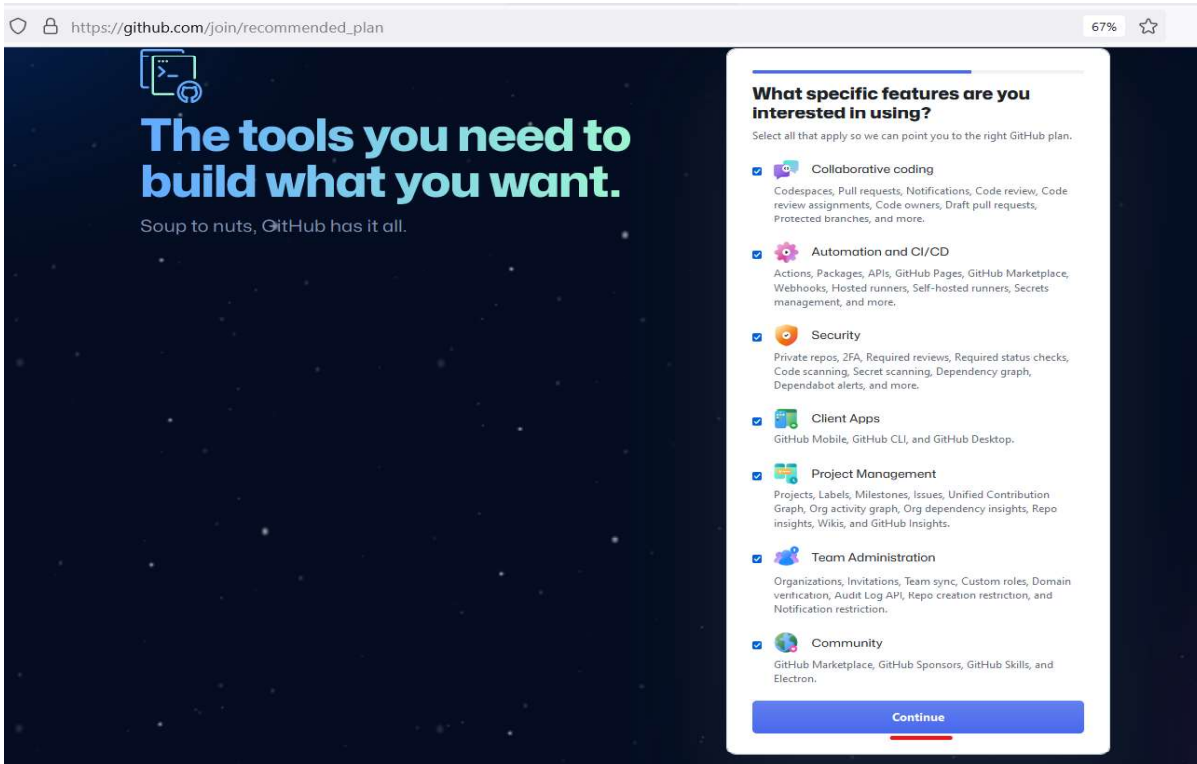 https://github.com/join/recommended_plan
67%
The tools you need to
build what you want.
Soup to nuts, GitHub has it all.
What specific features are you
interested in using?
Select all that apply so we can point you to the right GitHub plan.
Collaborative coding
Codespaces, Pull requests, Notifications, Code review, Code
review assignments, Code owners, Draft pull requests,
Protected branches, and more.
Automation and CI/CD
Actions, Packages, APIs, GitHub Pages, GitHub Marketplace,
Webhooks, Hosted runners, Self-hosted runners, Secrets
management, and more.
Security
Private repos, 2FA, Required reviews, Required status checks,
Code scanning, Secret scanning, Dependency graph,
Dependabot alerts, and more.
Client Apps
GitHub Mobile, GitHub CLI, and GitHub Desktop.
Project Management
Projects, Labels, Milestones, Issues, Unified Contribution
Graph, Org activity graph, Org dependency insights, Repo
insights, Wikis, and GitHub Insights.
Team Administration
Organizations, Invitations, Team sync, Custom roles, Domain
verification, Audit Log API, Repo creation restriction, and
Notification restriction.
Community
GitHub Marketplace, GitHub Sponsors, GitHub Skills, and
Electron.
Continue